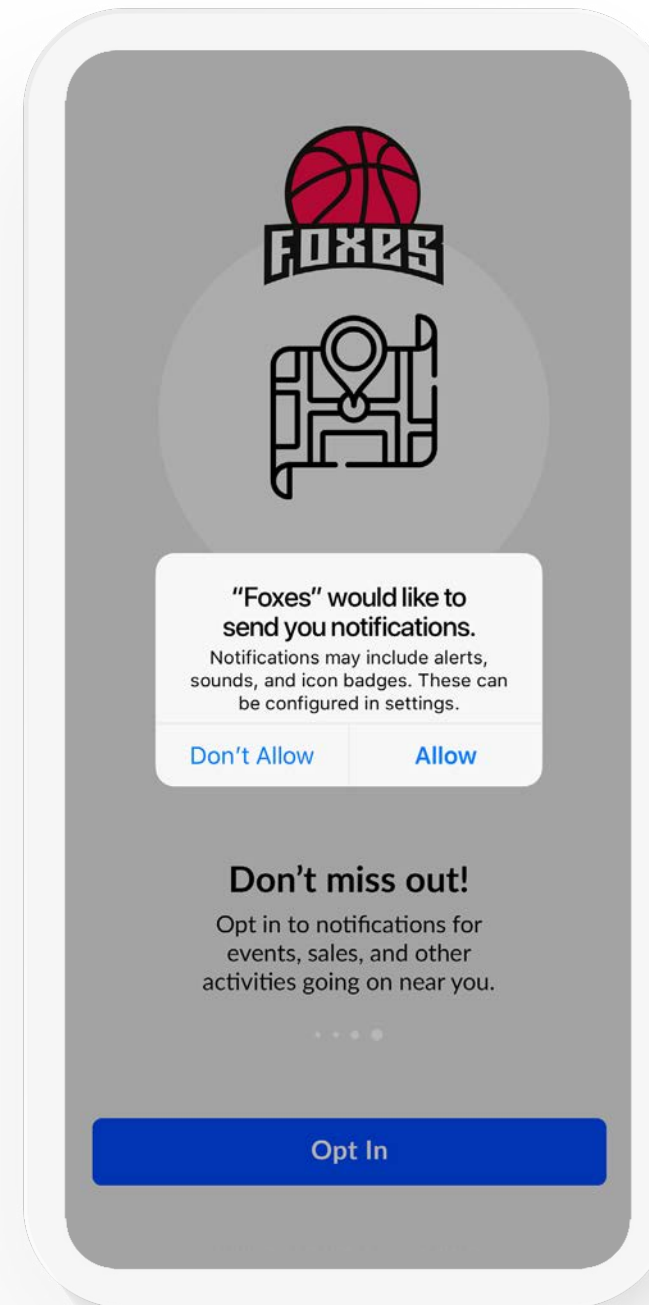 FOXES
“Foxes” would like to
send you notifications.
Notifications may include alerts,
sounds, and icon badges. These can
be configured in settings.
Don’t Allow
Allow
Don’t miss out!
Opt in to notifications for
events, sales, and other
activities going on near you.
Opt In